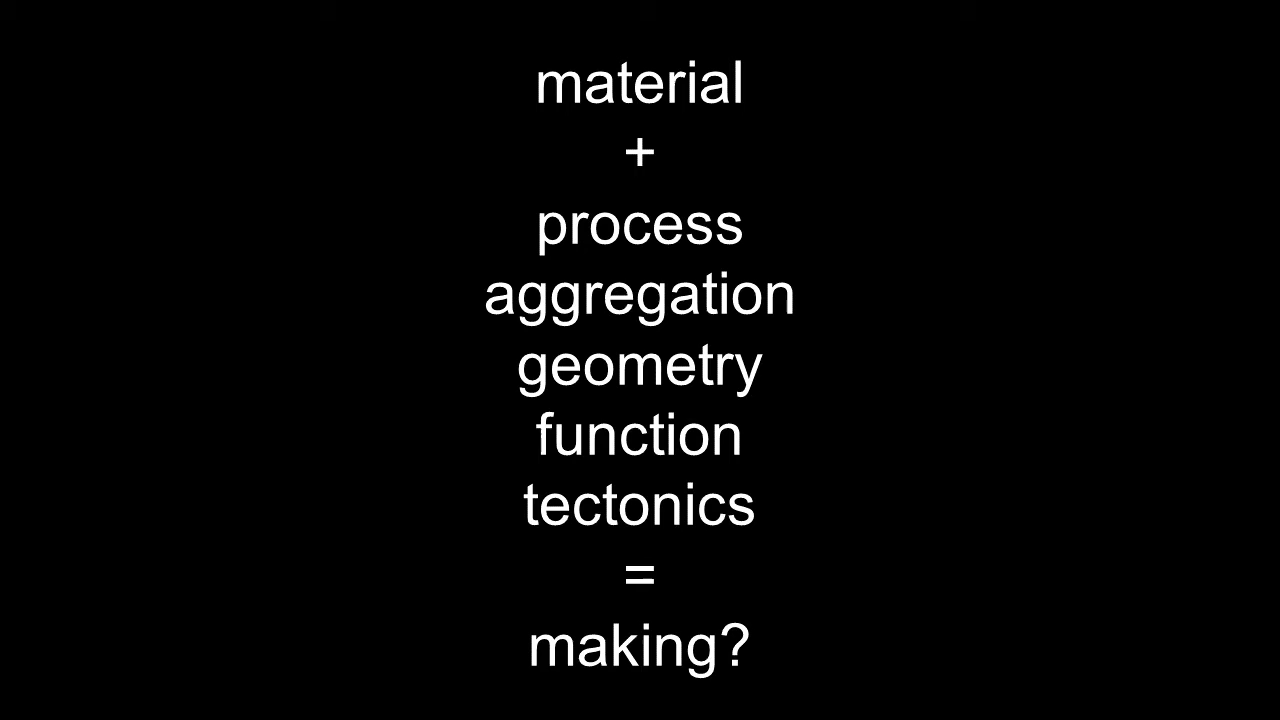 material
+
process
aggregation
geometry
function
tectonics
=
making?